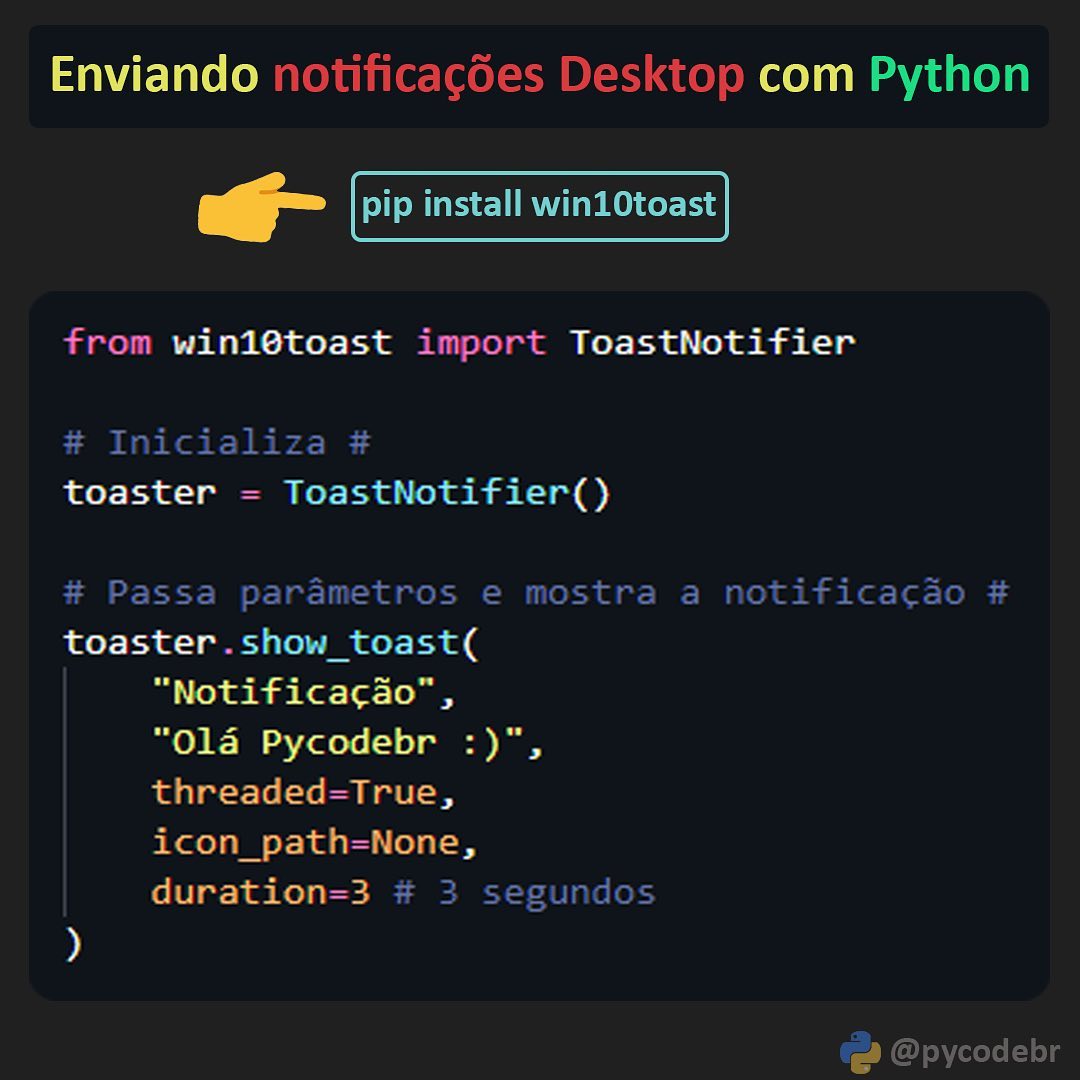 Enviando notificações Desktop com Python
pip install win10toast
from win10toast import ToastNotifier
# Inicializa #
toaster = ToastNotifier()
# Passa parâmetros e mostra a notificação #
toaster.show_toast(
    "Notificação",
    "Olá Pycodebr :)",
    threaded=True,
    icon_path=None,
    duration=3 # 3 segundos
)
@pycodebr